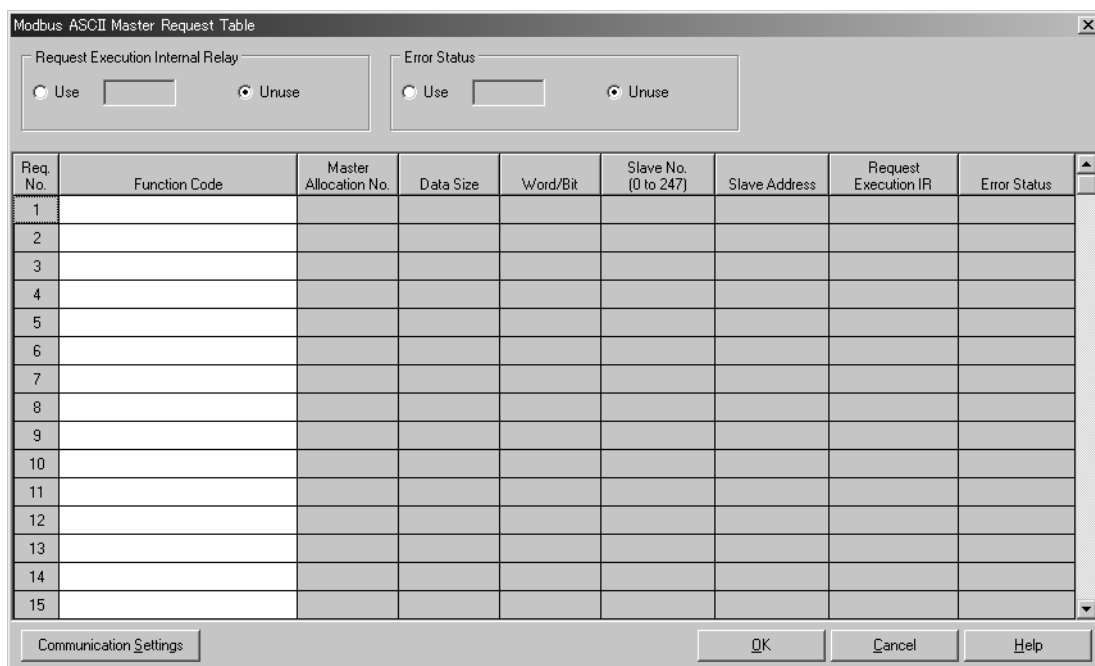 Modbus ASCII Master Request Table
Request Execution Internal Relay
Use
Unuse
Error Status
Use
Unuse
Req. No.
Function Code
Master Allocation No.
Data Size
Word/Bit
Slave No. (0 to 247)
Slave Address
Request Execution IR
Error Status
1
2
3
4
5
6
7
8
9
10
11
12
13
14
15
Communication Settings
OK
Cancel
Help